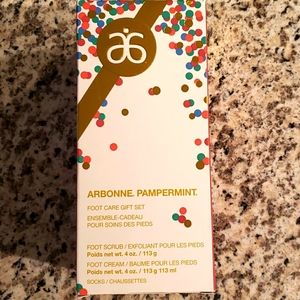 ARBONNE. PAMPERMINT.
FOOT CARE GIFT SET
ENSEMBLE-CADEAU
POUR SOINS DES PIEDS
FOOT SCRUB / EXFOLIANT POUR LES PIEDS
Poids net wt. 4 oz. / 113 g
FOOT CREAM / BAUME POUR LES PIEDS
Poids net wt. 4 oz. / 113 g 113 ml
SOCKS / CHAUSSETTES